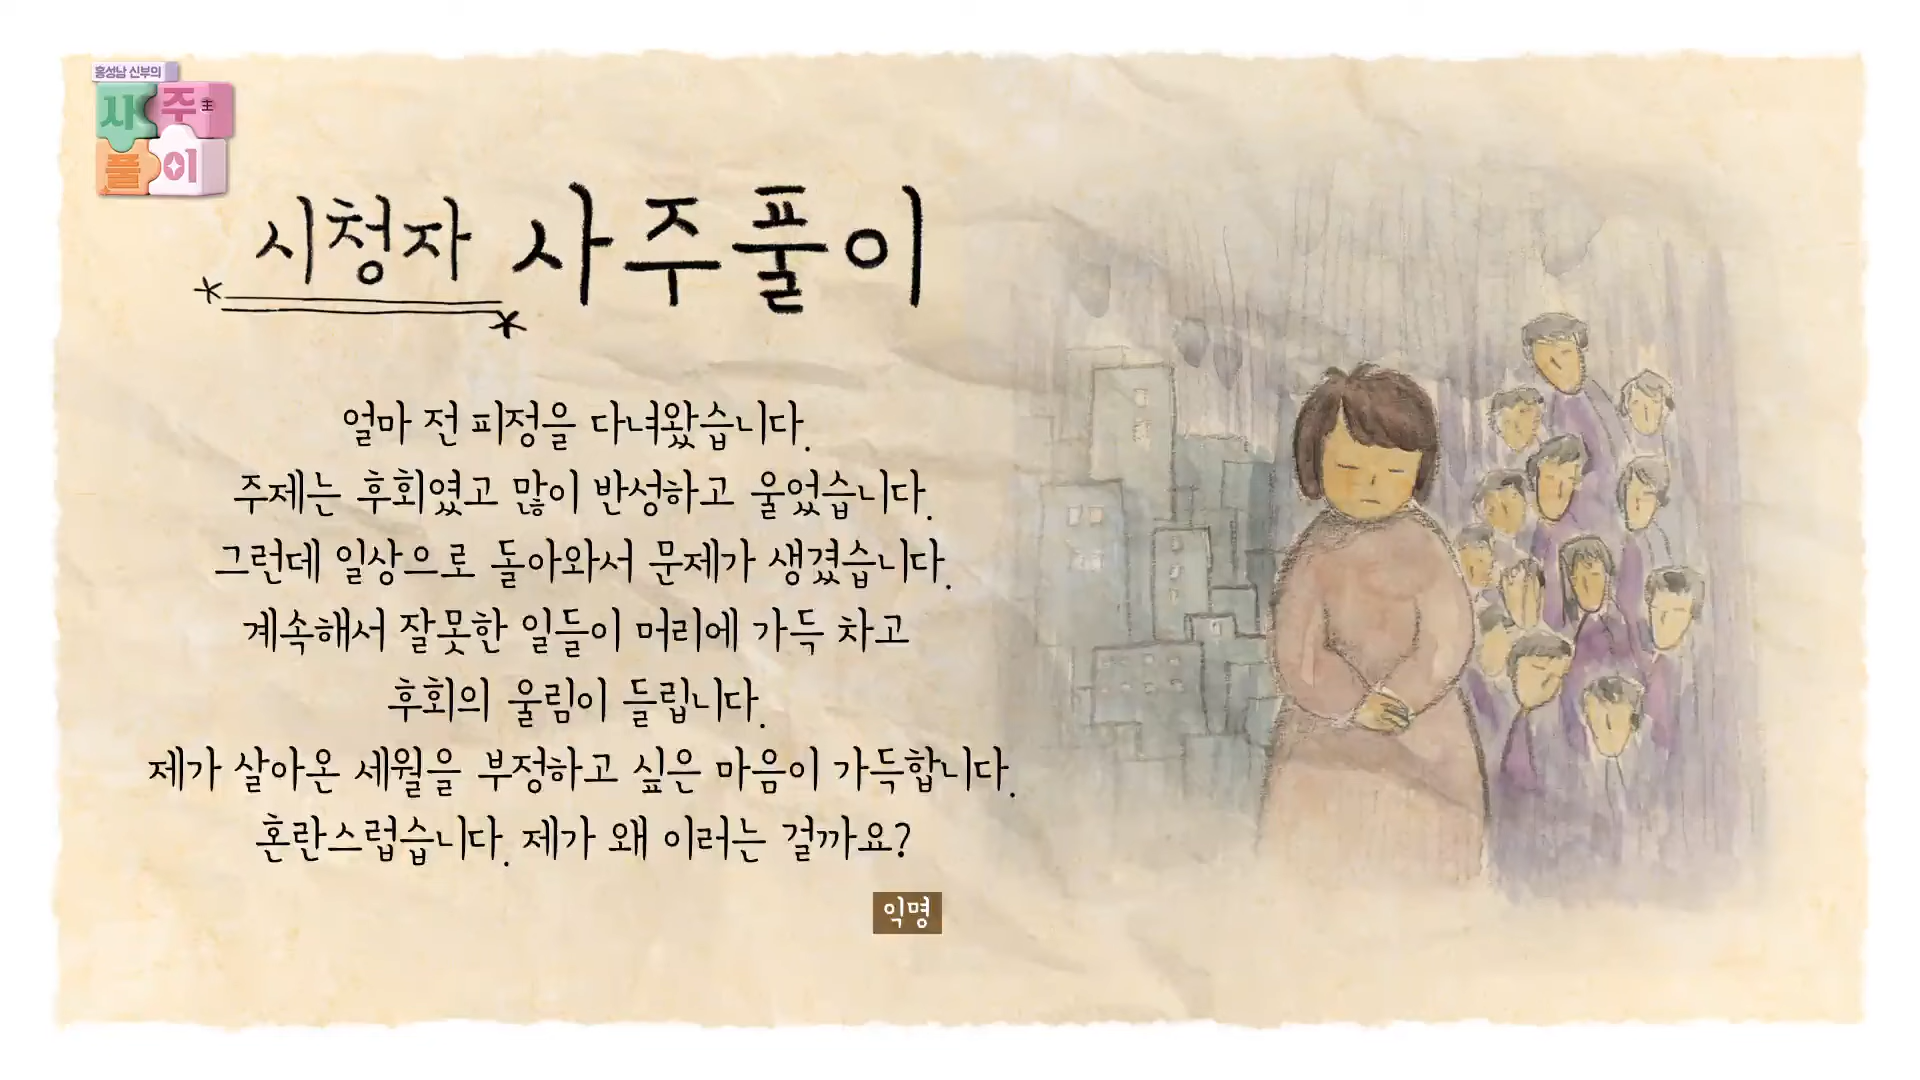 홍성남 신부의
사주主
풀이
시청자 사주풀이
얼마 전 피정을 다녀왔습니다.
주제는 후회였고 많이 반성하고 울었습니다.
그런데 일상으로 돌아와서 문제가 생겼습니다.
계속해서 잘못한 일들이 머리에 가득 차고
후회의 울림이 들립니다.
제가 살아온 세월을 부정하고 싶은 마음이 가득합니다.
혼란스럽습니다. 제가 왜 이러는 걸까요?
익명